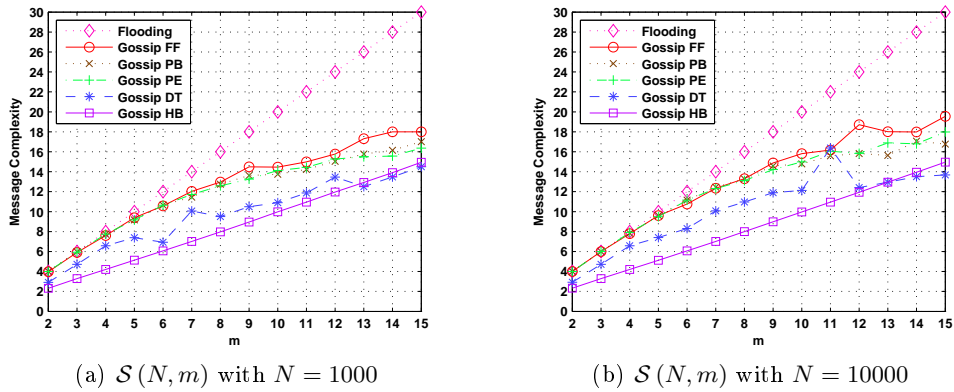 30
28
26
24
22
20
18
16
14
12
10
8
6
4
2
0
Message Complexity
Flooding
Gossip FF
Gossip PB
Gossip PE
Gossip DT
Gossip HB
2 3 4 5 6 7 8 9 10 11 12 13 14 15
m
(a) S (N, m) with N = 1000
30
28
26
24
22
20
18
16
14
12
10
8
6
4
2
0
Message Complexity
Flooding
Gossip FF
Gossip PB
Gossip PE
Gossip DT
Gossip HB
2 3 4 5 6 7 8 9 10 11 12 13 14 15
m
(b) S (N, m) with N = 10000